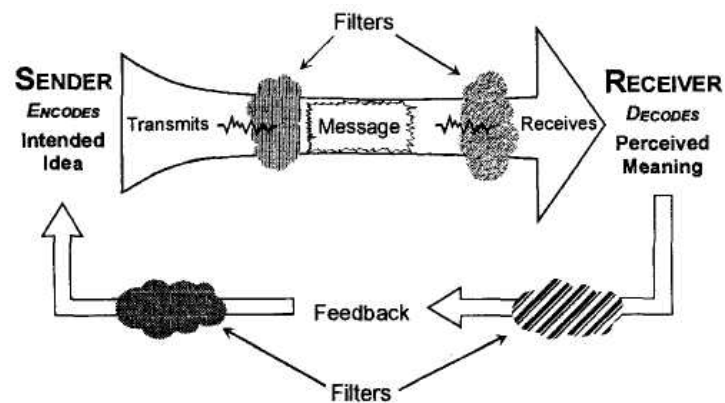 Filters
SENDER
ENCODES
Intended
Idea
Transmits
Message
Receives
RECEIVER
DECODES
Perceived
Meaning
Feedback
Filters